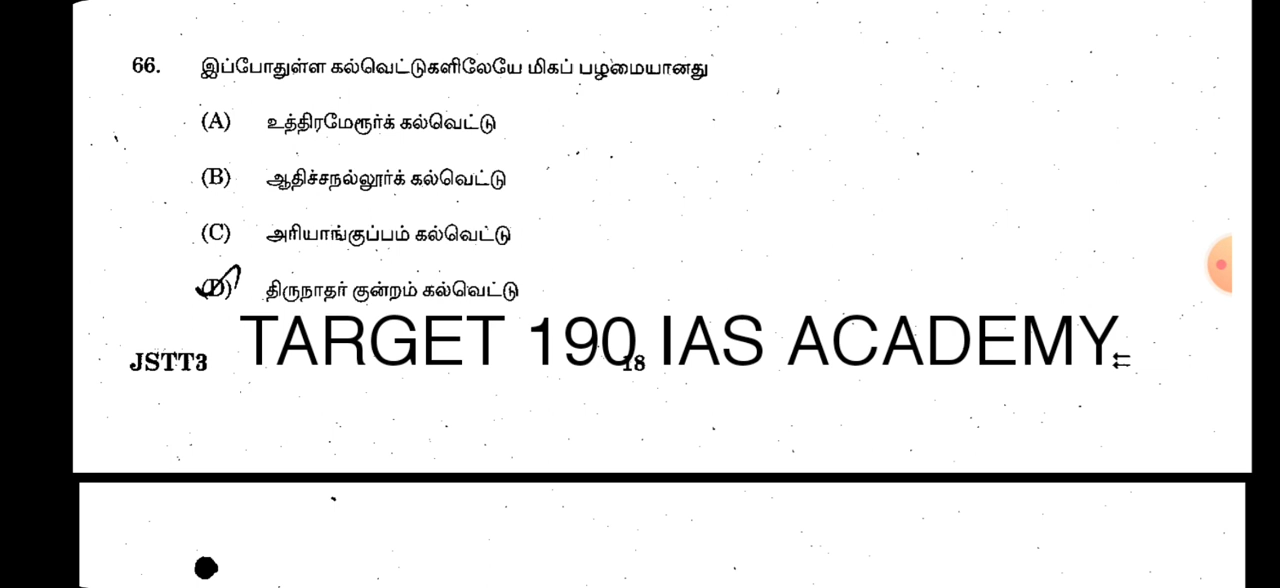 66. இப்போதுள்ள கல்வெட்டுகளிலேயே மிகப் பழமையானது
(A) உத்திரமேரூர்க் கல்வெட்டு
(B) ஆதிச்சநல்லூர்க் கல்வெட்டு
(C) அரியாங்குப்பம் கல்வெட்டு
(D) திருநாதர் குன்றம் கல்வெட்டு
TARGET 190 IAS ACADEMY
JSTT3 18